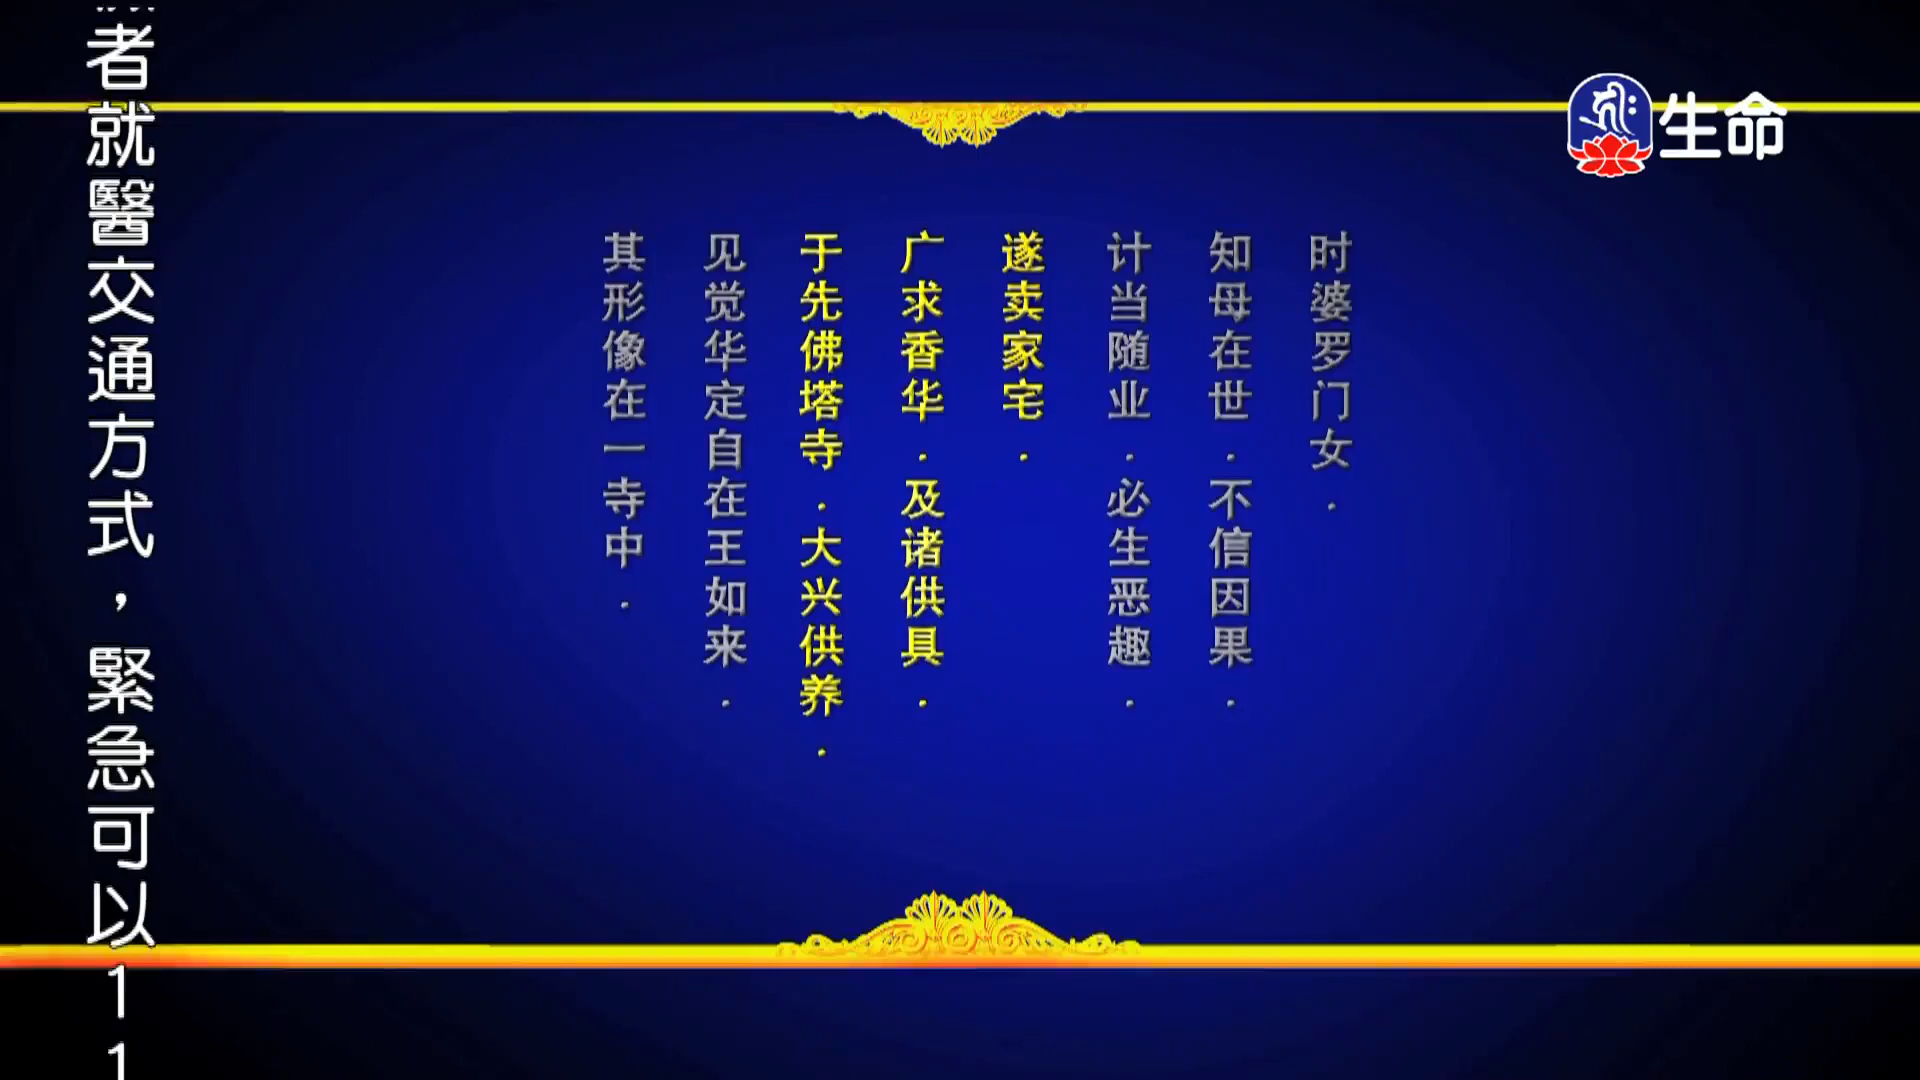 时婆罗门女．
知母在世．不信因果．
计当随业．必生恶趣．
遂卖家宅．
广求香华．及诸供具．
于先佛塔寺．大兴供养．
见觉华定自在王如来．
其形像在一寺中．
生命
者就醫交通方式，緊急可以11